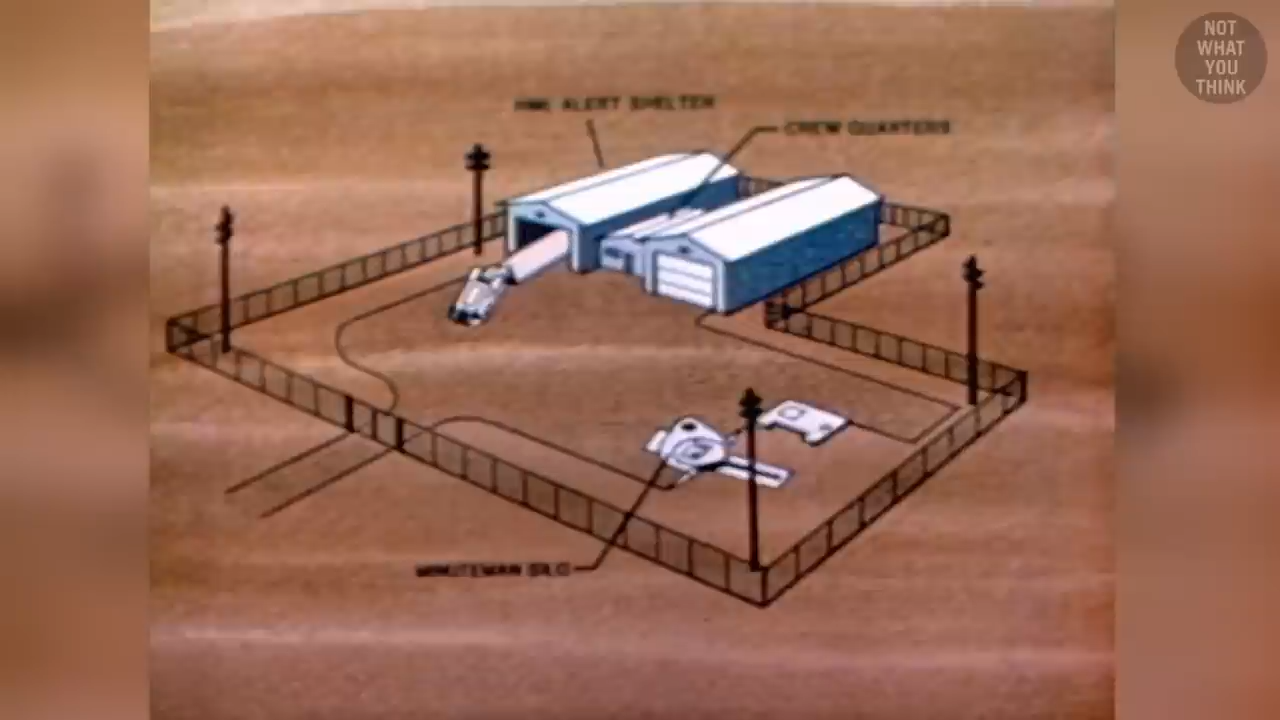 NOT
WHAT
YOU
THINK
HML ALERT SHELTER
CREW QUARTERS
MINUTEMAN SILO